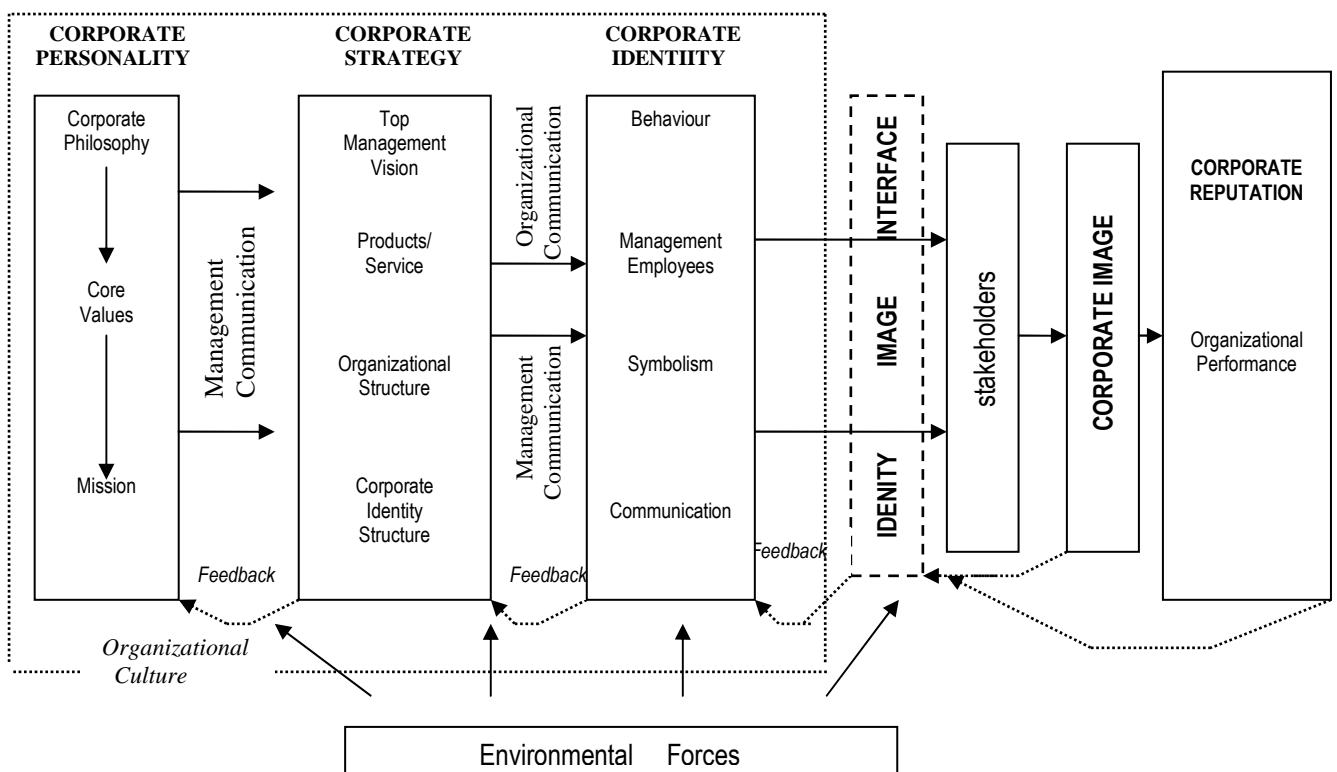 CORPORATE
PERSONALITY
CORPORATE
STRATEGY
CORPORATE
IDENTIITY
Corporate
Philosophy
Core
Values
Mission
Management
Communication
Top
Management
Vision
Products/
Service
Organizational
Structure
Corporate
Identity
Structure
Organizational
Communication
Management
Communication
Behaviour
Management
Employees
Symbolism
Communication
IDENITY IMAGE INTERFACE
stakeholders
CORPORATE IMAGE
CORPORATE
REPUTATION
Organizational
Performance
Feedback
Feedback
Feedback
Organizational
Culture
Environmental Forces